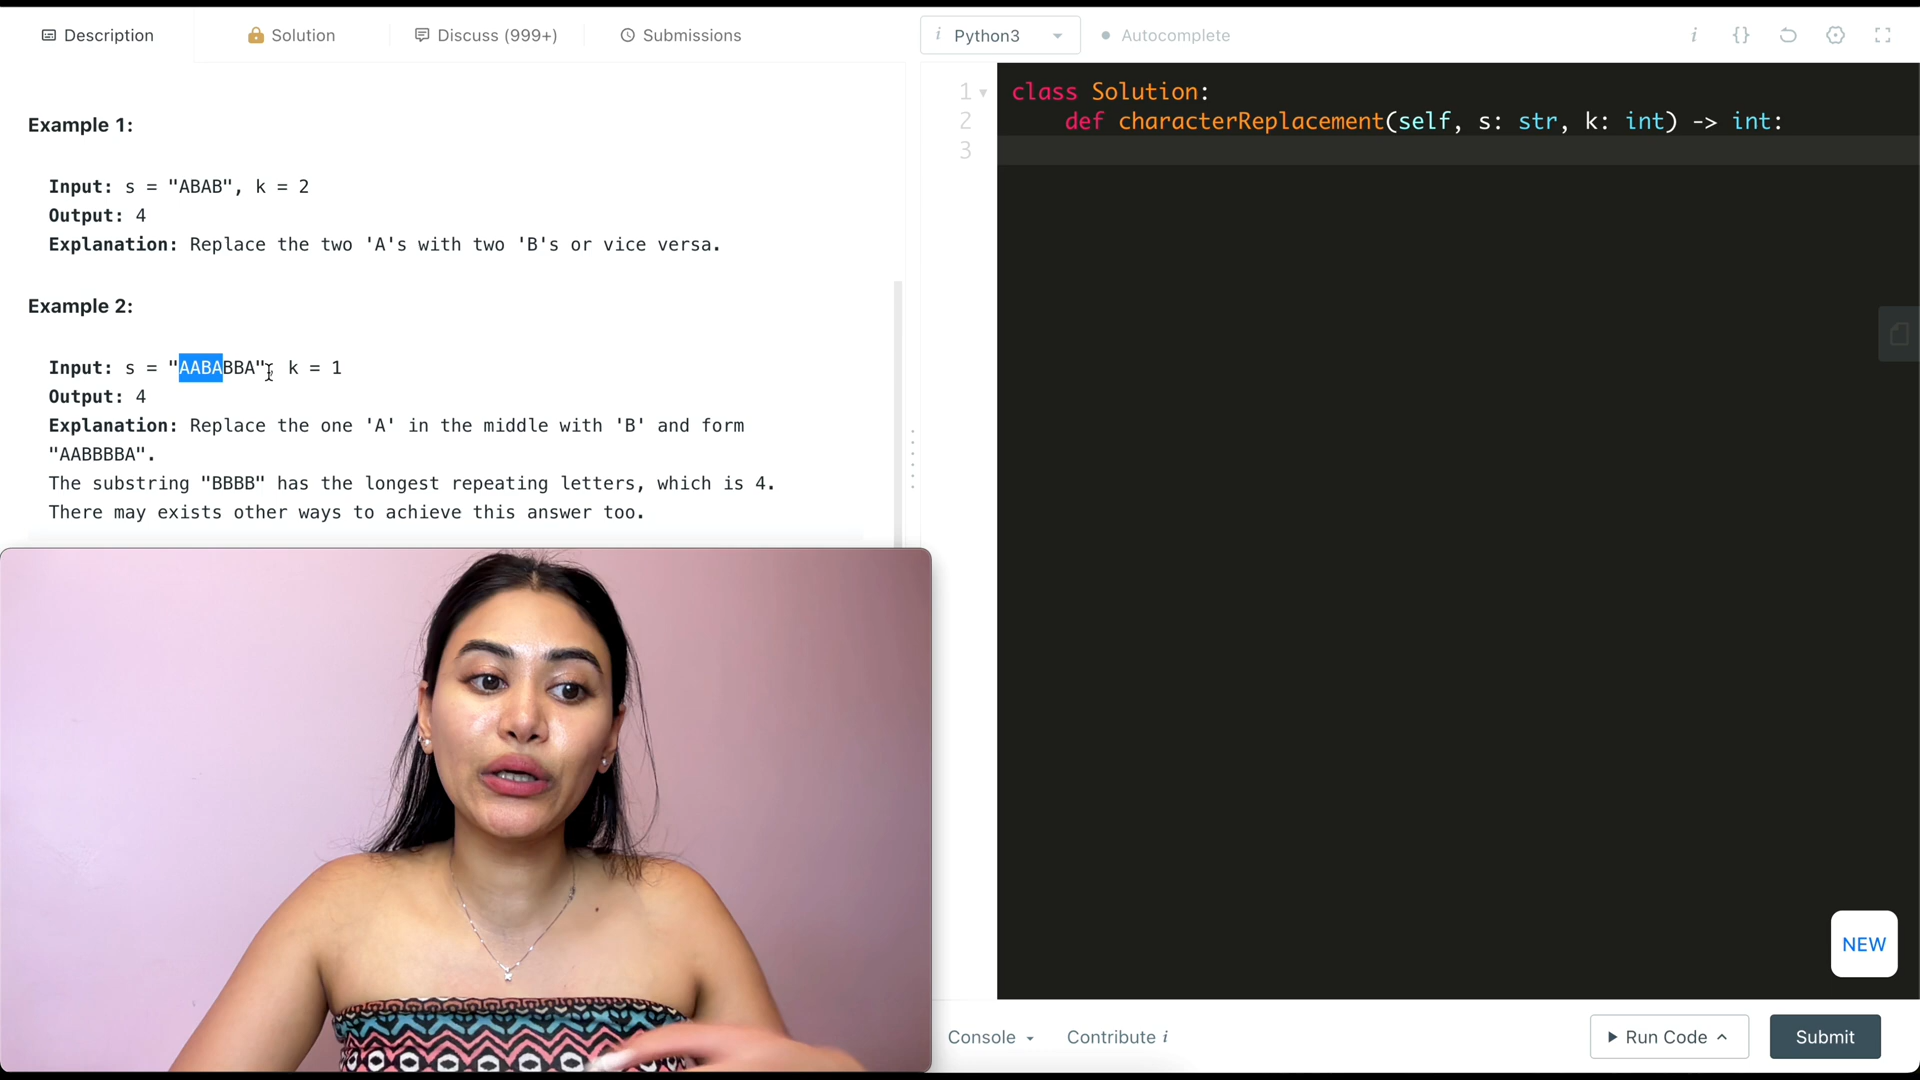 Description
Solution
Discuss (999+)
Submissions
i Python3
Autocomplete
i {}
Example 1:
Input: s = "ABAB", k = 2
Output: 4
Explanation: Replace the two 'A's with two 'B's or vice versa.
Example 2:
Input: s = "AABABBA", k = 1
Output: 4
Explanation: Replace the one 'A' in the middle with 'B' and form
"AABBBBA".
The substring "BBBB" has the longest repeating letters, which is 4.
There may exists other ways to achieve this answer too.
1 class Solution:
2 def characterReplacement(self, s: str, k: int) -> int:
3
NEW
Console
Contribute i
Run Code
Submit